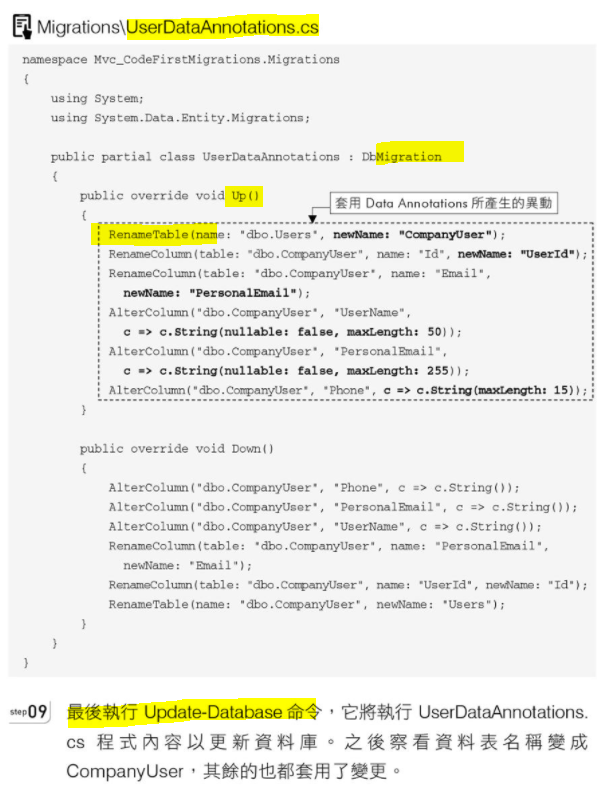 Migrations\UserDataAnnotations.cs
namespace Mvc_CodeFirstMigrations.Migrations
{
using System;
using System.Data.Entity.Migrations;
public partial class UserDataAnnotations : DbMigration
{
public override void Up()
套用 Data Annotations 所產生的異動
{
RenameTable(name: "dbo.Users", newName: "CompanyUser");
RenameColumn(table: "dbo.CompanyUser", name: "Id", newName: "UserId");
RenameColumn(table: "dbo.CompanyUser", name: "Email",
newName: "PersonalEmail");
AlterColumn("dbo.CompanyUser", "UserName",
c => c.String(nullable: false, maxLength: 50));
AlterColumn("dbo.CompanyUser", "PersonalEmail",
c => c.String(nullable: false, maxLength: 255));
AlterColumn("dbo.CompanyUser", "Phone", c => c.String(maxLength: 15));
}
public override void Down()
{
AlterColumn("dbo.CompanyUser", "Phone", c => c.String());
AlterColumn("dbo.CompanyUser", "PersonalEmail", c => c.String());
AlterColumn("dbo.CompanyUser", "UserName", c => c.String());
RenameColumn(table: "dbo.CompanyUser", name: "PersonalEmail",
newName: "Email");
RenameColumn(table: "dbo.CompanyUser", name: "UserId", newName: "Id");
RenameTable(name: "dbo.CompanyUser", newName: "Users");
}
}
}
step 09 最後執行 Update-Database 命令,它將執行 UserDataAnnotations.
cs 程式內容以更新資料庫。之後察看資料表名稱變成
CompanyUser,其餘的也都套用了變更。